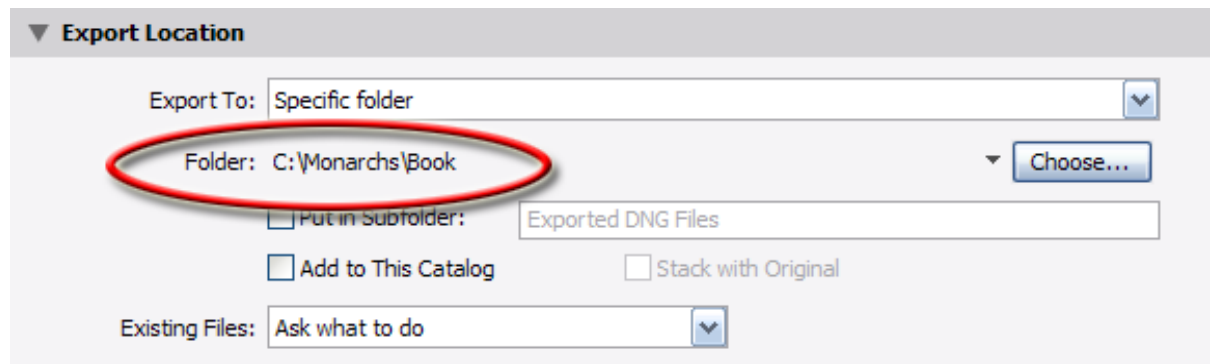 Export Location
Export To: Specific folder
Folder: C:\Monarchs\Book Choose...
Put in Subfolder: Exported DNG Files
Add to This Catalog Stack with Original
Existing Files: Ask what to do